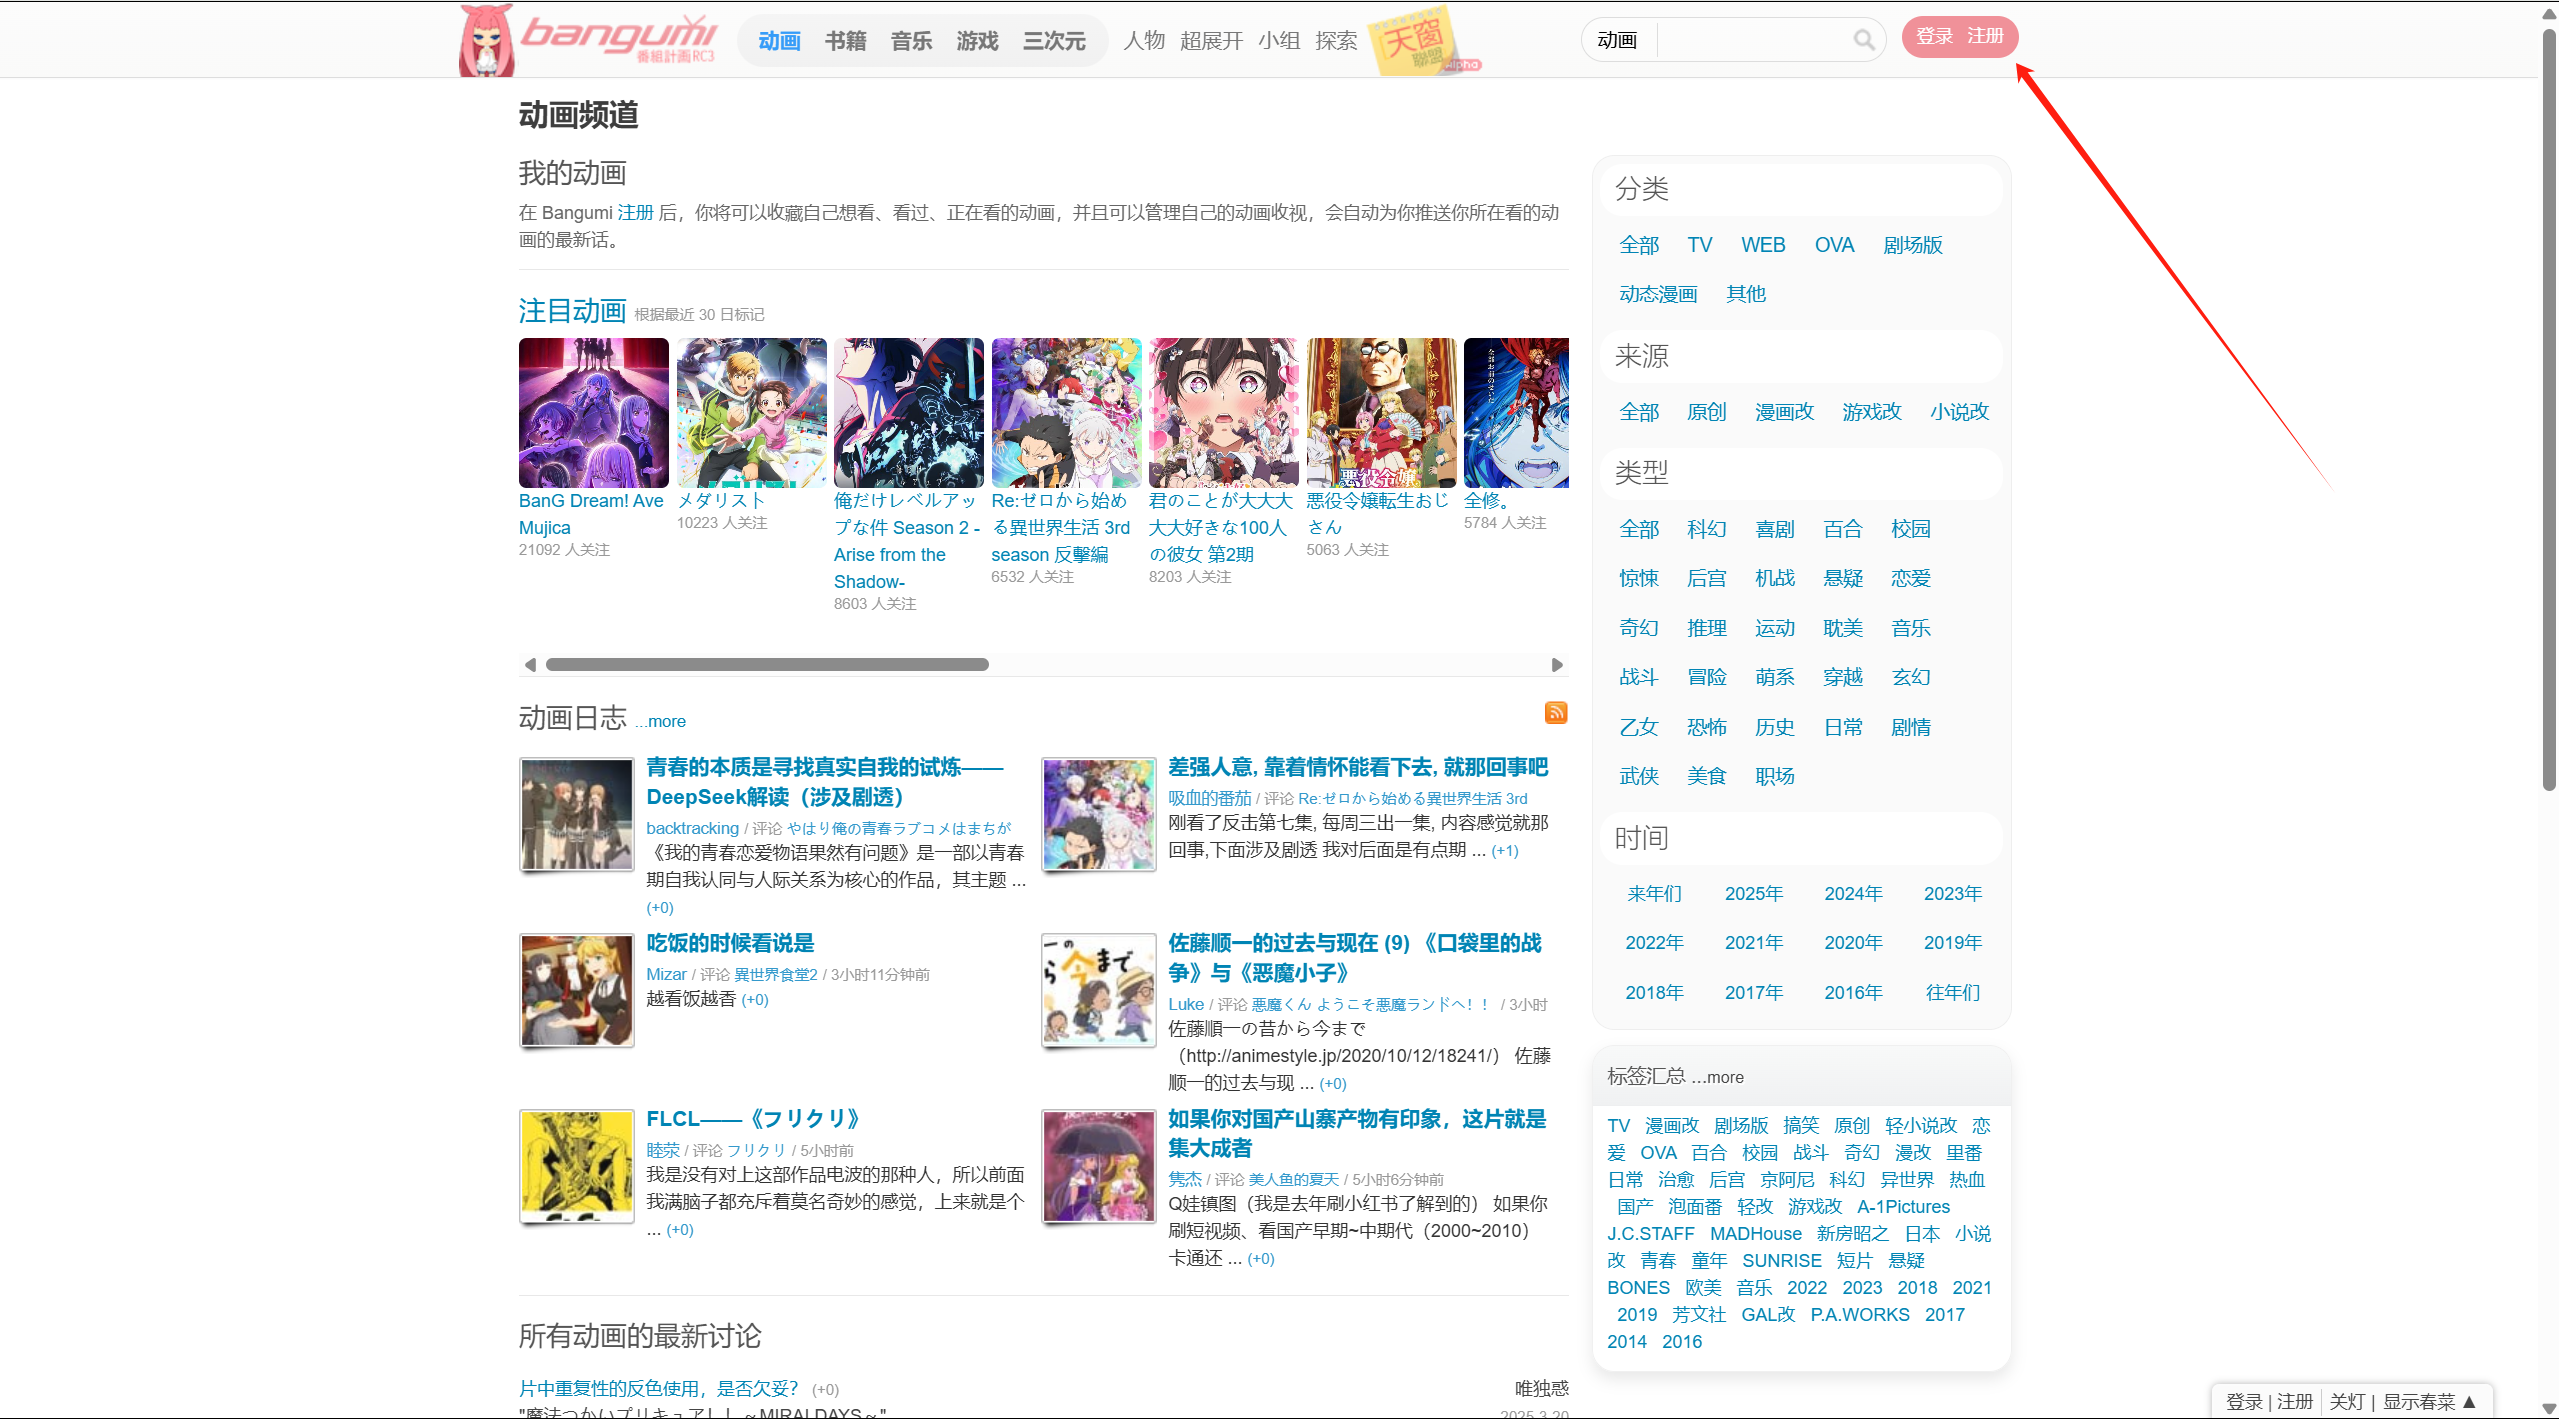 bangumi
番組計画RC3
动画 书籍 音乐 游戏 三次元 人物 超展开 小组 探索 天窗 聯盟 alpha
动画
登录 注册
动画频道
我的动画
在 Bangumi 注册 后，你将可以收藏自己想看、看过、正在看的动画，并且可以管理自己的动画收视，会自动为你推送你所在看的动
画的最新话。
注目动画 根据最近 30 日标记
BanG Dream! Ave
Mujica
21092 人关注
メダリスト
10223 人关注
俺だけレベルアッ
プな件 Season 2 -
Arise from the
Shadow-
8603 人关注
Re:ゼロから始め
る異世界生活 3rd
season 反撃編
6532 人关注
君のことが大大大
大大好きな100人
の彼女 第2期
8203 人关注
悪役令嬢
悪役令嬢転生おじ
さん
5063 人关注
全修。
5784 人关注
动画日志 ...more
青春的本质是寻找真实自我的试炼——
DeepSeek解读（涉及剧透）
backtracking / 评论 やはり俺の青春ラブコメはまちが
《我的青春恋爱物语果然有问题》是一部以青春
期自我认同与人际关系为核心的作品，其主题 ...
(+0)
差强人意, 靠着情怀能看下去, 就那回事吧
吸血的番茄 / 评论 Re:ゼロから始める異世界生活 3rd
刚看了反击第七集, 每周三出一集, 内容感觉就那
回事,下面涉及剧透 我对后面是有点期 ... (+1)
吃饭的时候看说是
Mizar / 评论 異世界食堂2 / 3小时11分钟前
越看饭越香 (+0)
佐藤顺一的过去与现在 (9) 《口袋里的战
争》与《恶魔小子》
Luke / 评论 悪魔くん ようこそ悪魔ランドへ！！ / 3小时
佐藤順一の昔から今まで
（http://animestyle.jp/2020/10/12/18241/） 佐藤
顺一的过去与现 ... (+0)
FLCL——《フリクリ》
睦荥 / 评论 フリクリ / 5小时前
我是没有对上这部作品电波的那种人，所以前面
我满脑子都充斥着莫名奇妙的感觉，上来就是个
... (+0)
如果你对国产山寨产物有印象，这片就是
集大成者
隽杰 / 评论 美人鱼的夏天 / 5小时6分钟前
Q娃镇图（我是去年刷小红书了解到的） 如果你
刷短视频、看国产早期~中期代（2000~2010）
卡通还 ... (+0)
所有动画的最新讨论
片中重复性的反色使用，是否欠妥？ (+0) 唯独惑
"魔法つかいプリキュア！！～MIRAI DAYS～" 2025-3-20
分类
全部 TV WEB OVA 剧场版
动态漫画 其他
来源
全部 原创 漫画改 游戏改 小说改
类型
全部 科幻 喜剧 百合 校园
惊悚 后宫 机战 悬疑 恋爱
奇幻 推理 运动 耽美 音乐
战斗 冒险 萌系 穿越 玄幻
乙女 恐怖 历史 日常 剧情
武侠 美食 职场
时间
来年们 2025年 2024年 2023年
2022年 2021年 2020年 2019年
2018年 2017年 2016年 往年们
标签汇总 ...more
TV 漫画改 剧场版 搞笑 原创 轻小说改 恋
爱 OVA 百合 校园 战斗 奇幻 漫改 里番
日常 治愈 后宫 京阿尼 科幻 异世界 热血
国产 泡面番 轻改 游戏改 A-1Pictures
J.C.STAFF MADHouse 新房昭之 日本 小说
改 青春 童年 SUNRISE 短片 悬疑
BONES 欧美 音乐 2022 2023 2018 2021
2019 芳文社 GAL改 P.A.WORKS 2017
2014 2016
登录 | 注册 | 关灯 | 显示春菜 ▲